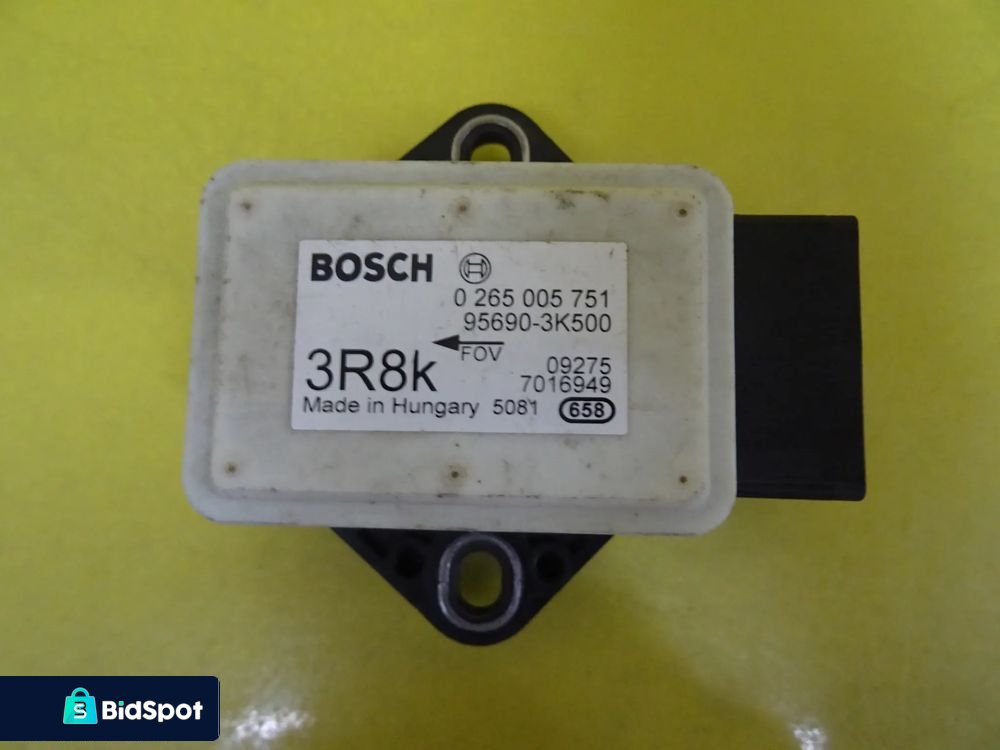 BOSCH
0 265 005 751
95690-3K500
FOV
3R8k
09275
7016949
Made in Hungary 5081 658
S
BidSpot